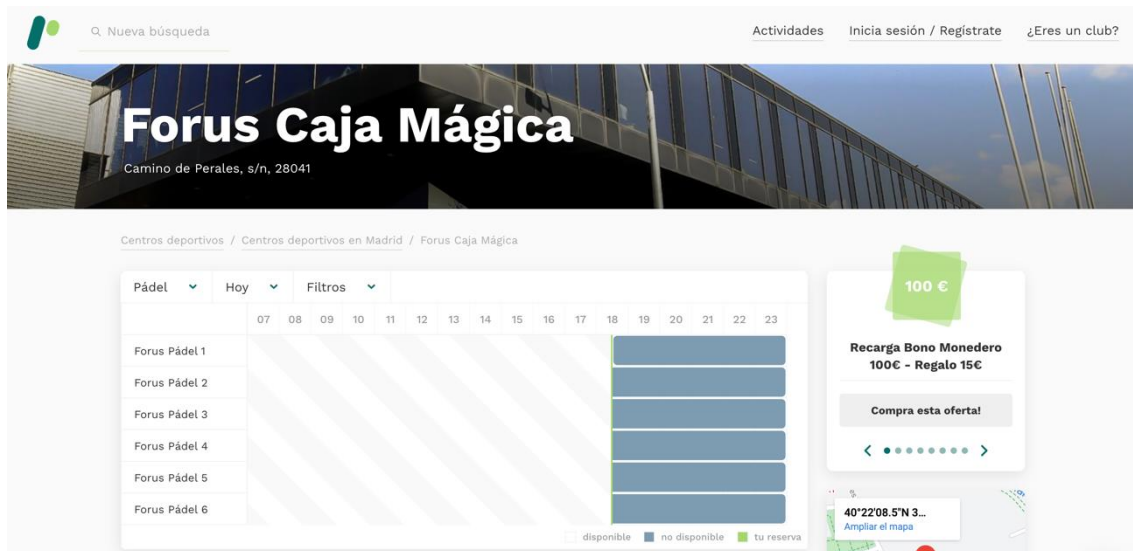 Nueva búsqueda
Actividades
Inicia sesión / Regístrate
¿Eres un club?
Forus Caja Mágica
Camino de Perales, s/n, 28041
Centros deportivos / Centros deportivos en Madrid / Forus Caja Mágica
Pádel Hoy Filtros
07 08 09 10 11 12 13 14 15 16 17 18 19 20 21 22 23
Forus Pádel 1
Forus Pádel 2
Forus Pádel 3
Forus Pádel 4
Forus Pádel 5
Forus Pádel 6
disponible no disponible tu reserva
100 €
Recarga Bono Monedero
100€ - Regalo 15€
Compra esta oferta!
40°22'08.5"N 3...
Ampliar el mapa